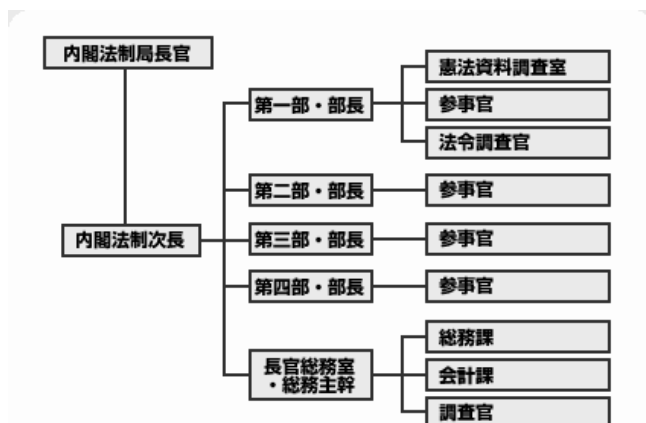 内閣法制局長官
内閣法制次長
第一部・部長
憲法資料調査室
参事官
法令調査官
第二部・部長
参事官
第三部・部長
参事官
第四部・部長
参事官
長官総務室
・総務主幹
総務課
会計課
調査官